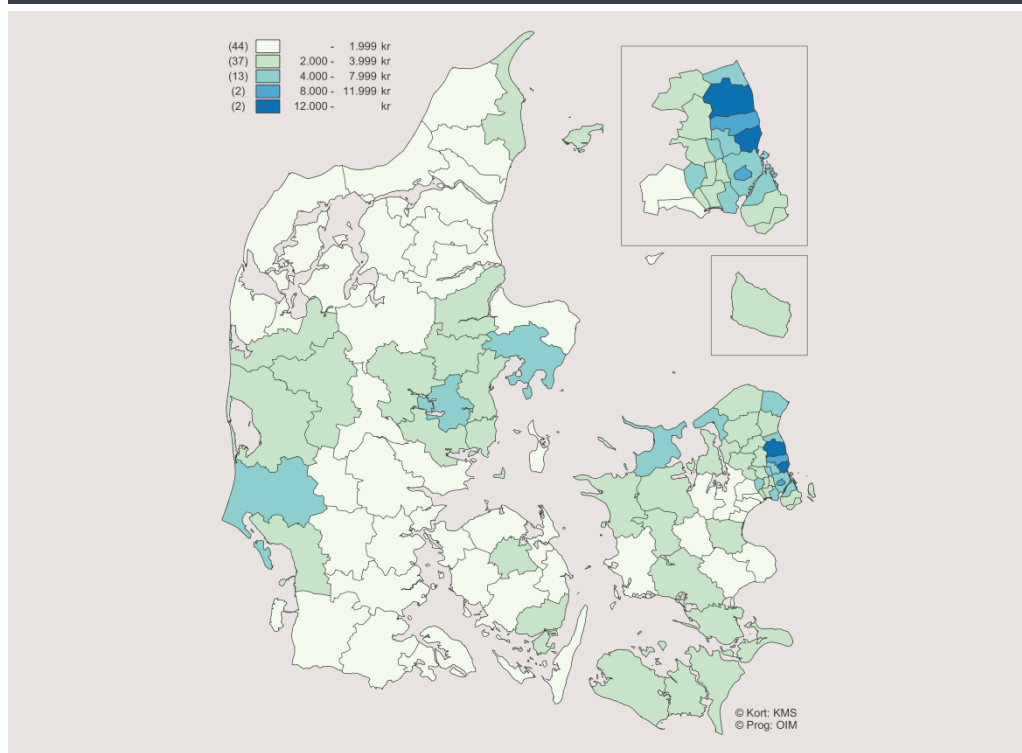 (44) - 1.999 kr
(37) 2.000 - 3.999 kr
(13) 4.000 - 7.999 kr
(2) 8.000 - 11.999 kr
(2) 12.000 - kr
© Kort: KMS
© Prog: OIM